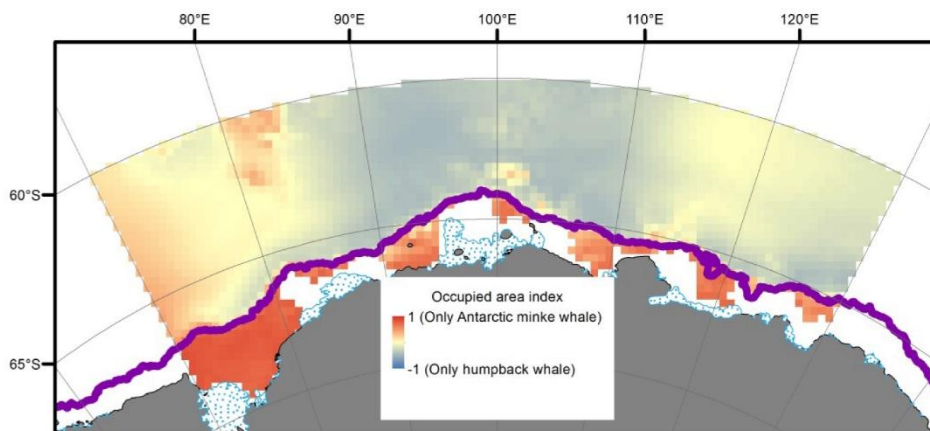 80°E
90°E
100°E
110°E
120°E
60°S
65°S
Occupied area index
1 (Only Antarctic minke whale)
-1 (Only humpback whale)